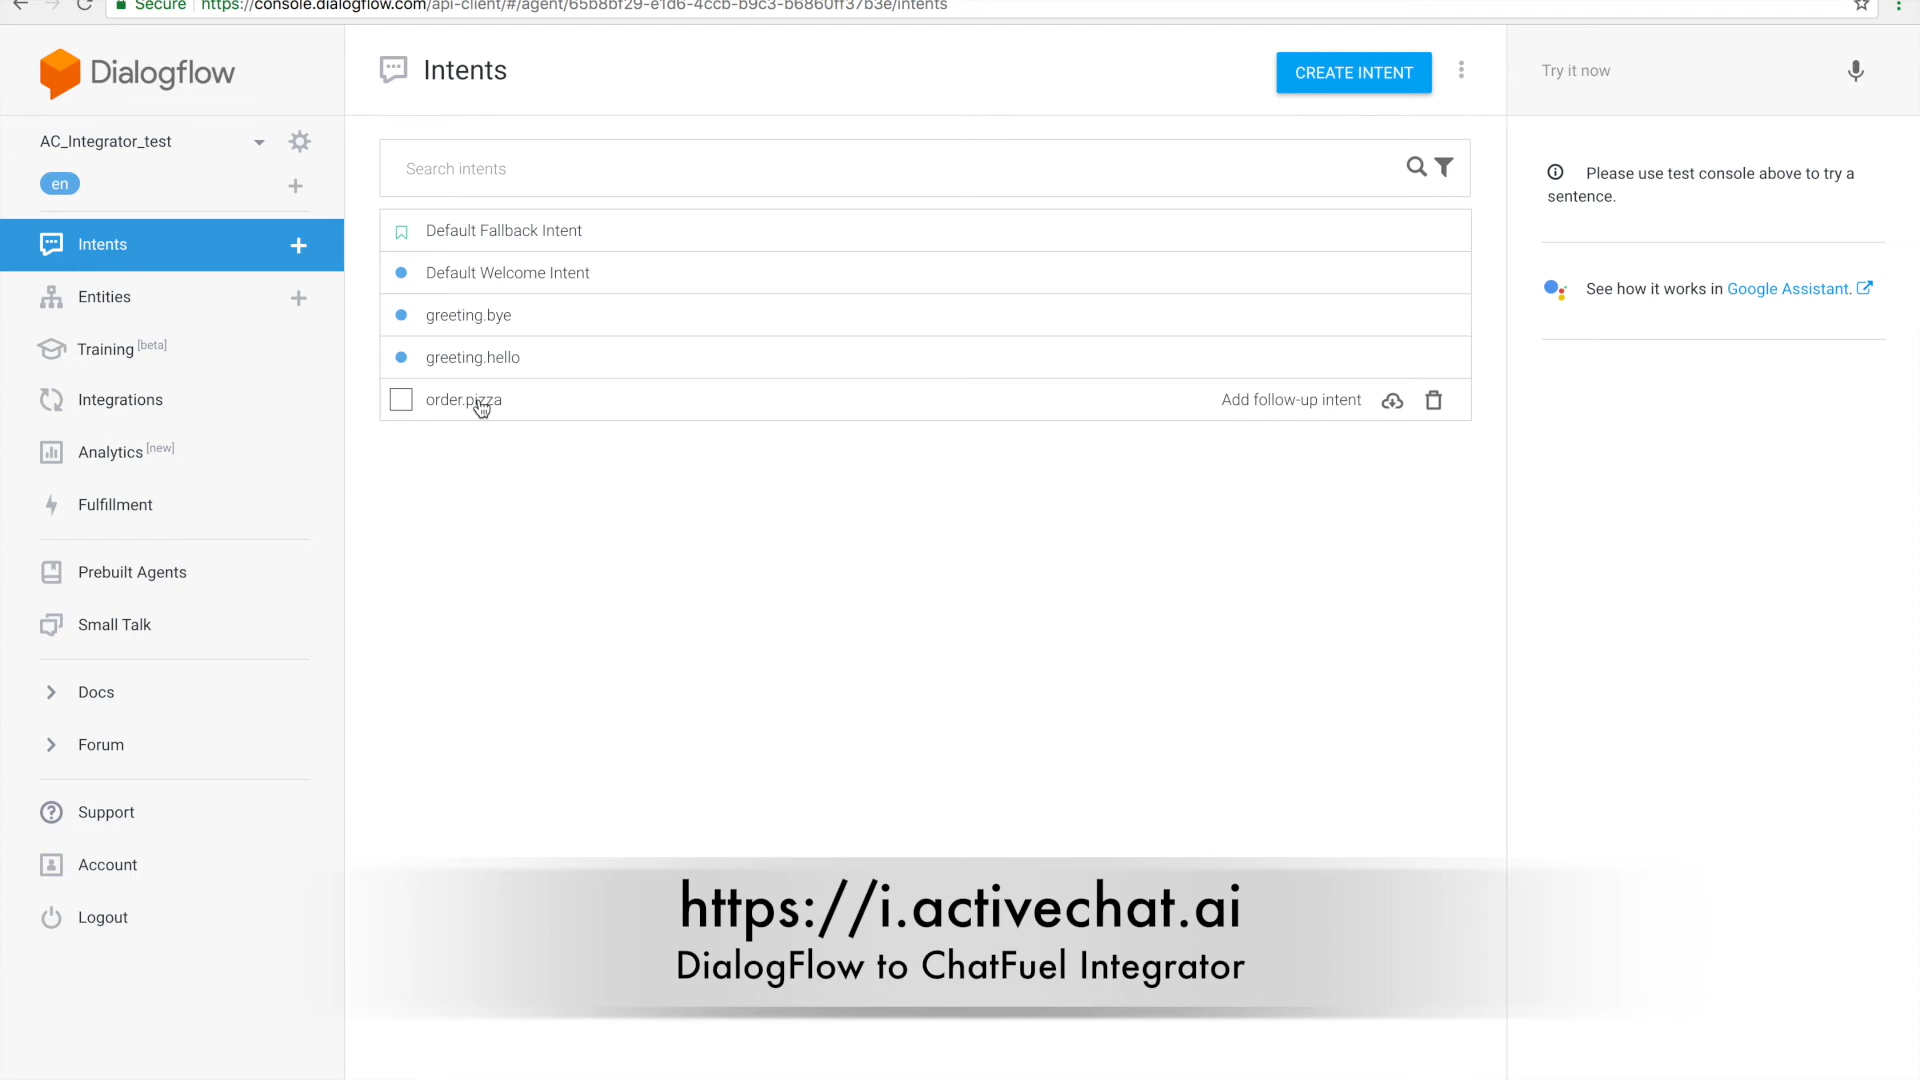 Secure https://console.dialogflow.com/api-client/#/agent/65b8bf29-e1d6-4ccb-b9c3-b6860ff37b3e/intents
Dialogflow
Intents
CREATE INTENT
Try it now
AC_Integrator_test
en
Search intents
Please use test console above to try a
sentence.
Intents
Default Fallback Intent
Default Welcome Intent
greeting.bye
greeting.hello
order.pizza
Add follow-up intent
See how it works in Google Assistant.
Entities
Training [beta]
Integrations
Analytics [new]
Fulfillment
Prebuilt Agents
Small Talk
Docs
Forum
Support
Account
Logout
https://i.activechat.ai
DialogFlow to ChatFuel Integrator